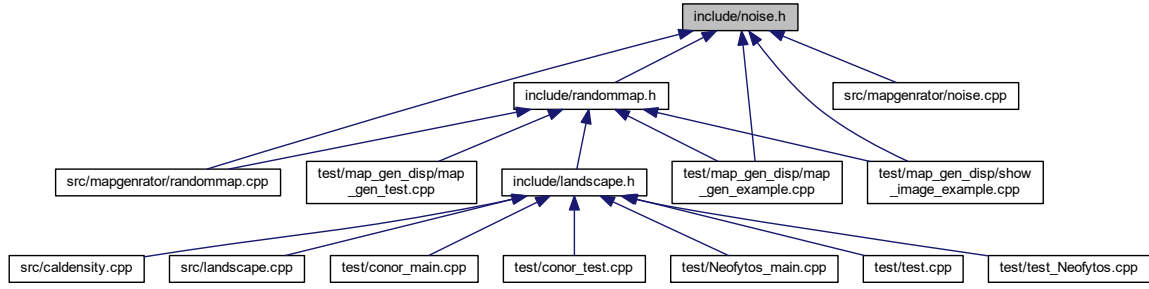 include/noise.h
include/randommap.h
src/mapgenrator/noise.cpp
src/mapgenrator/randommap.cpp
test/map_gen_disp/map
_gen_test.cpp
include/landscape.h
test/map_gen_disp/map
_gen_example.cpp
test/map_gen_disp/show
_image_example.cpp
src/caldensity.cpp
src/landscape.cpp
test/conor_main.cpp
test/conor_test.cpp
test/Neofytos_main.cpp
test/test.cpp
test/test_Neofytos.cpp